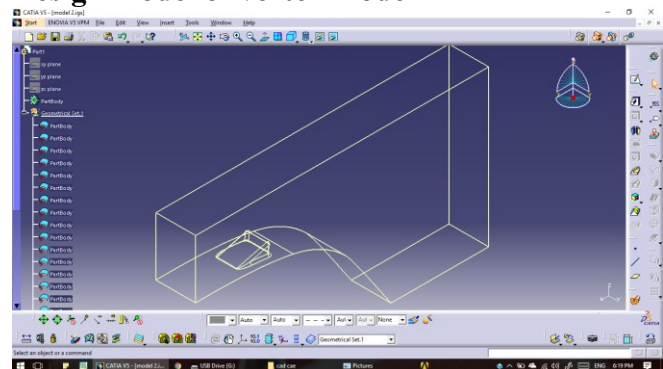 CATIA V5 - [model 2.igs]
Start ENOVIA V5 VPM File Edit View Insert Tools Window Help
Part1
xy plane
yz plane
zx plane
PartBody
Geometrical Set.1
PartBody
PartBody
PartBody
PartBody
PartBody
PartBody
PartBody
PartBody
PartBody
PartBody
PartBody
PartBody
PartBody
PartBody
Auto Auto Aut Aut None
Geometrical Set.1
Select an object or a command
CATIA V5 - [model 2.i... USB Drive (G:) cad cae Pictures ENG 6:19 PM